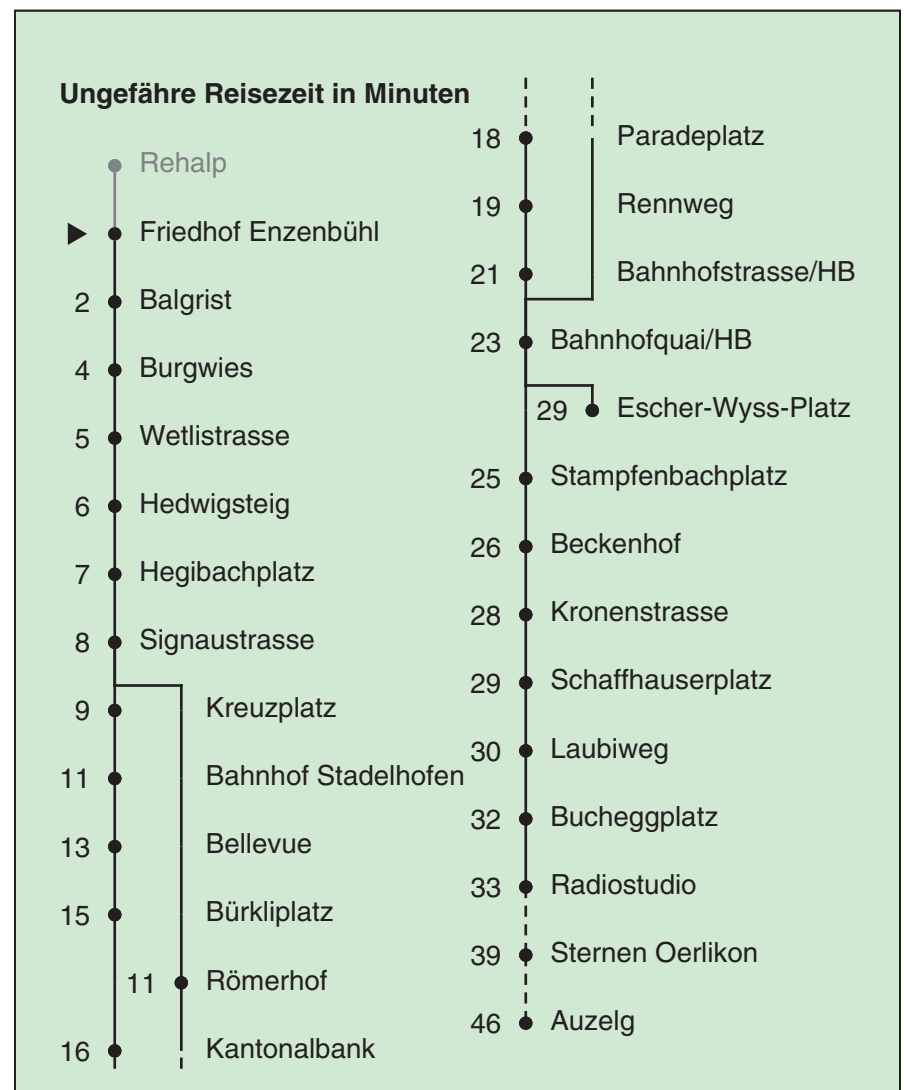 Ungefähre Reisezeit in Minuten
Rehalp
Friedhof Enzenbühl
2 Balgrist
4 Burgwies
5 Wetlistrasse
6 Hedwigsteig
7 Hegibachplatz
8 Signaustrasse
9 Kreuzplatz
11 Bahnhof Stadelhofen
13 Bellevue
15 Bürkliplatz
11 Römerhof
16 Kantonalbank
18 Paradeplatz
19 Rennweg
21 Bahnhofstrasse/HB
23 Bahnhofquai/HB
29 Escher-Wyss-Platz
25 Stampfenbachplatz
26 Beckenhof
28 Kronenstrasse
29 Schaffhauserplatz
30 Laubiweg
32 Bucheggplatz
33 Radiostudio
39 Sternen Oerlikon
46 Auzelg